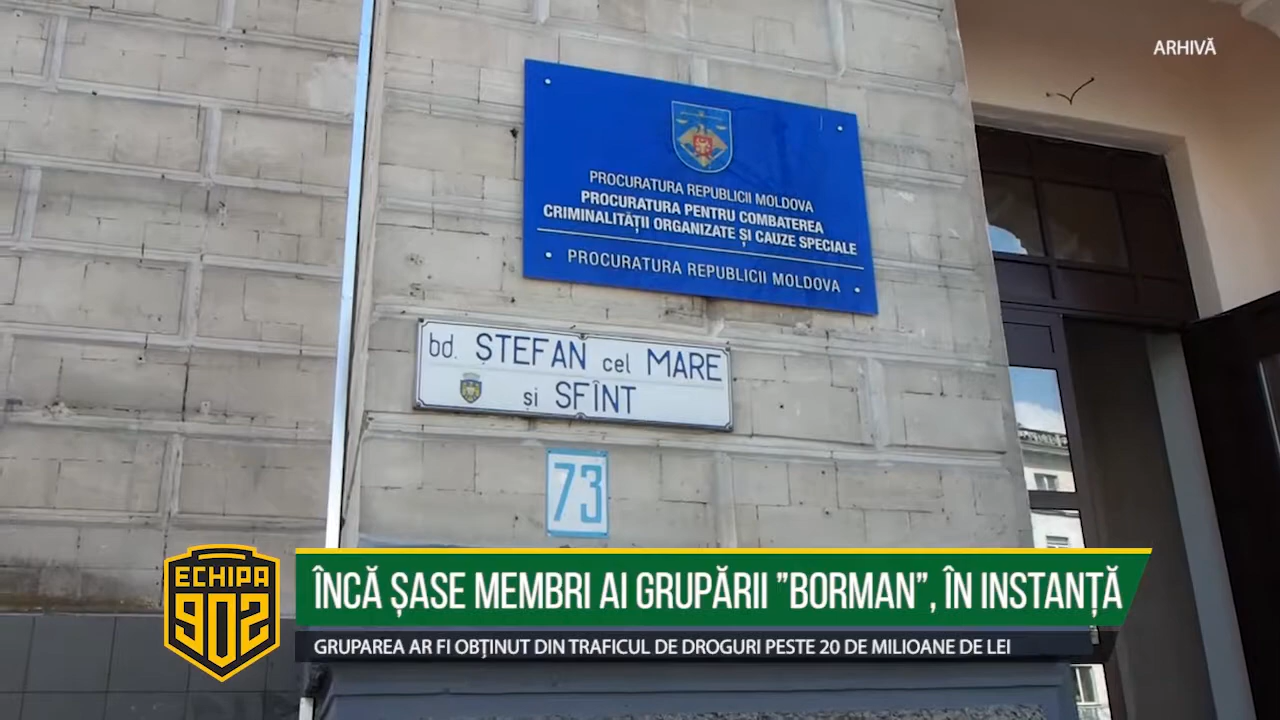 ARHIVĂ
PROCURATURA REPUBLICII MOLDOVA
PROCURATURA PENTRU COMBATEREA
CRIMINALITĂȚII ORGANIZATE ȘI CAUZE SPECIALE
PROCURATURA REPUBLICII MOLDOVA
bd. ȘTEFAN cel MARE
și SFÎNT
73
ECHIPA
902
ÎNCĂ ȘASE MEMBRI AI GRUPĂRII ”BORMAN”, ÎN INSTANȚĂ
GRUPAREA AR FI OBȚINUT DIN TRAFICUL DE DROGURI PESTE 20 DE MILIOANE DE LEI